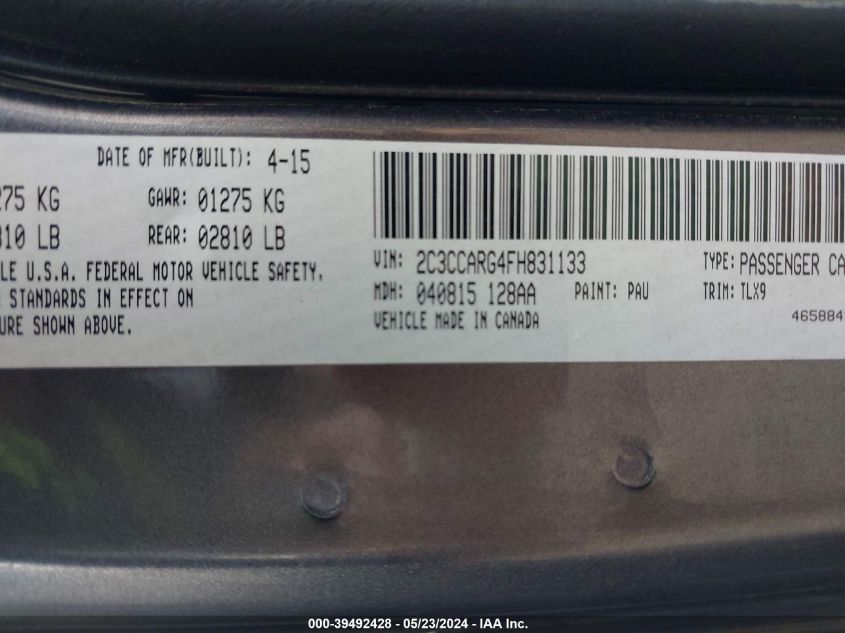 DATE OF MFR(BUILT): 4-15
275 KG GAWR: 01275 KG
810 LB REAR: 02810 LB
LE U.S.A. FEDERAL MOTOR VEHICLE SAFETY,
STANDARDS IN EFFECT ON
URE SHOWN ABOVE.
VIN: 2C3CCARG4FH831133 TYPE: PASSENGER CA
MDH: 040815 128AA PAINT: PAU TRIM: TLX9
VEHICLE MADE IN CANADA 465884
000-39492428 - 05/23/2024 - IAA Inc.